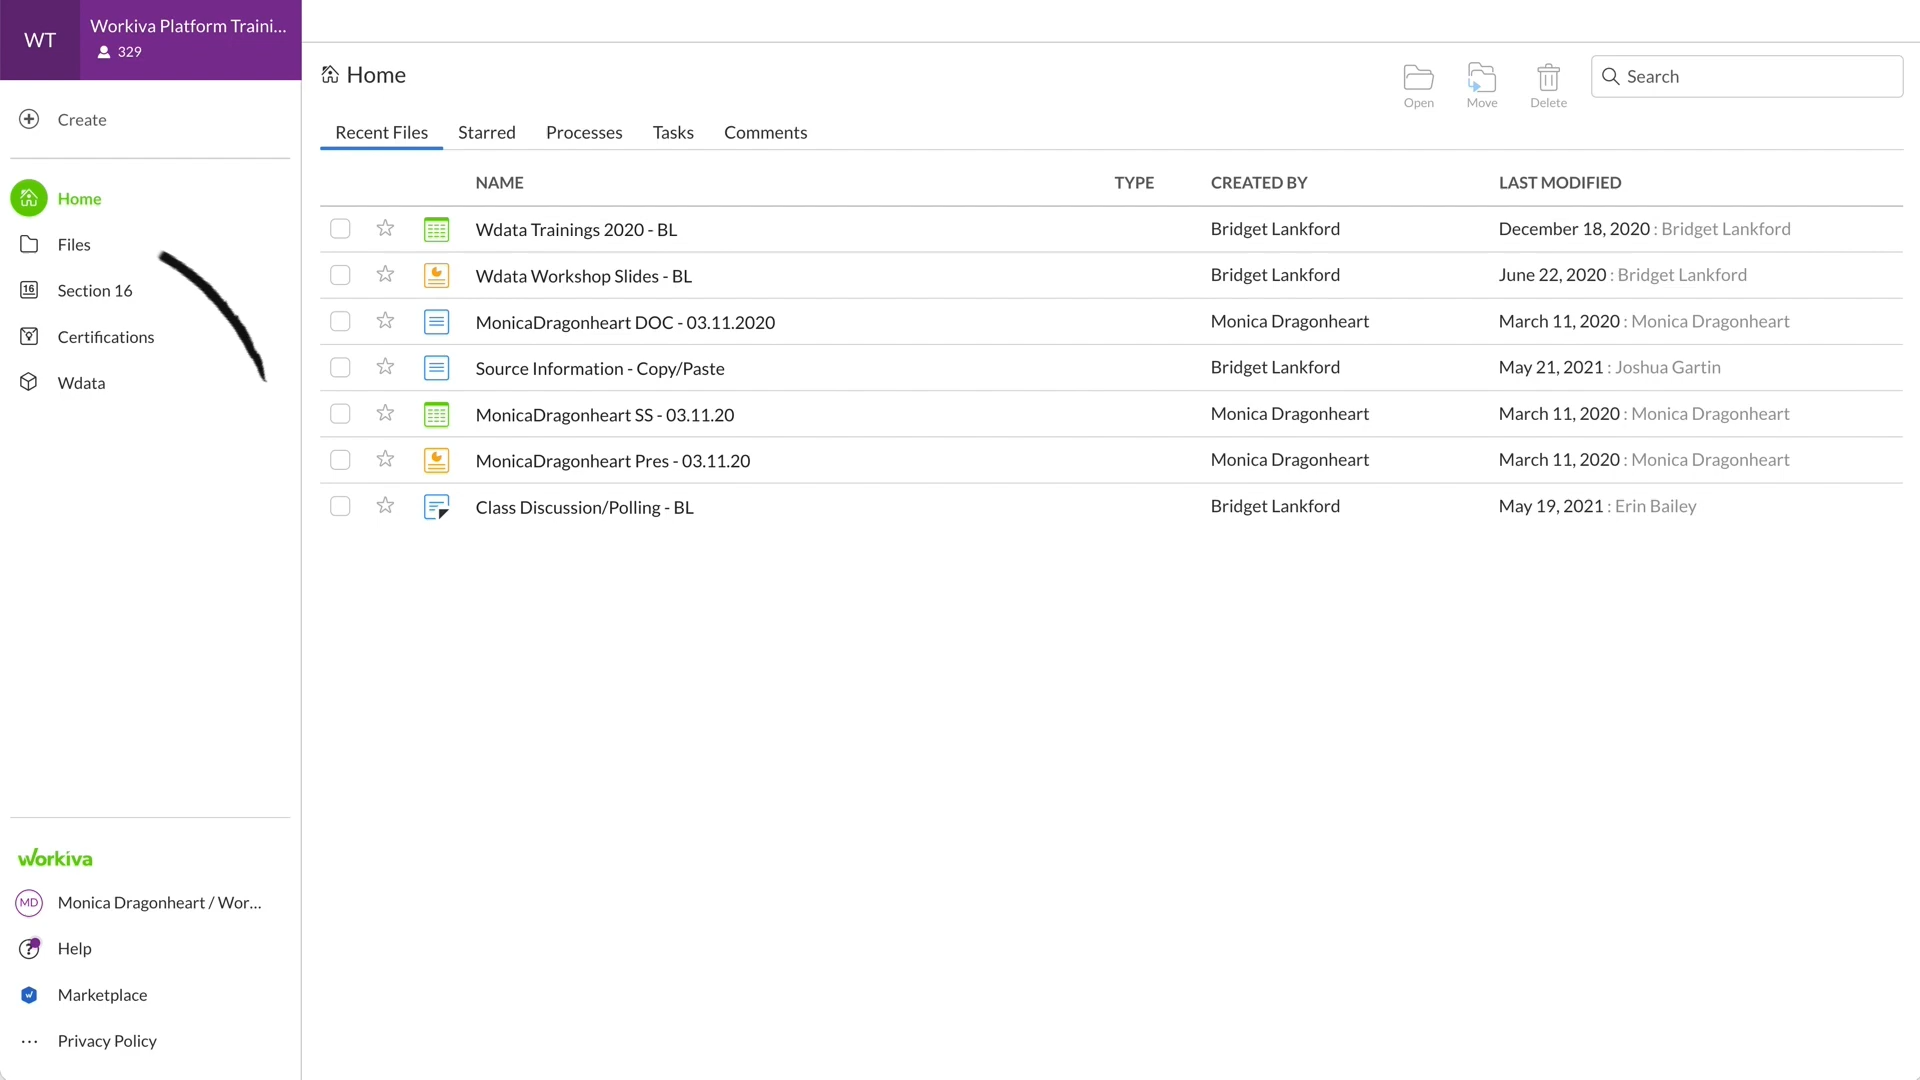 WT
Workiva Platform Traini...
329
Create
Home
Files
16 Section 16
Certifications
Wdata
workiva
MD Monica Dragonheart / Wor...
? Help
W Marketplace
... Privacy Policy
Home
Open Move Delete
Search
Recent Files Starred Processes Tasks Comments
NAME TYPE CREATED BY LAST MODIFIED
Wdata Trainings 2020 - BL Bridget Lankford December 18, 2020 : Bridget Lankford
Wdata Workshop Slides - BL Bridget Lankford June 22, 2020 : Bridget Lankford
MonicaDragonheart DOC - 03.11.2020 Monica Dragonheart March 11, 2020 : Monica Dragonheart
Source Information - Copy/Paste Bridget Lankford May 21, 2021 : Joshua Gartin
MonicaDragonheart SS - 03.11.20 Monica Dragonheart March 11, 2020 : Monica Dragonheart
MonicaDragonheart Pres - 03.11.20 Monica Dragonheart March 11, 2020 : Monica Dragonheart
Class Discussion/Polling - BL Bridget Lankford May 19, 2021 : Erin Bailey